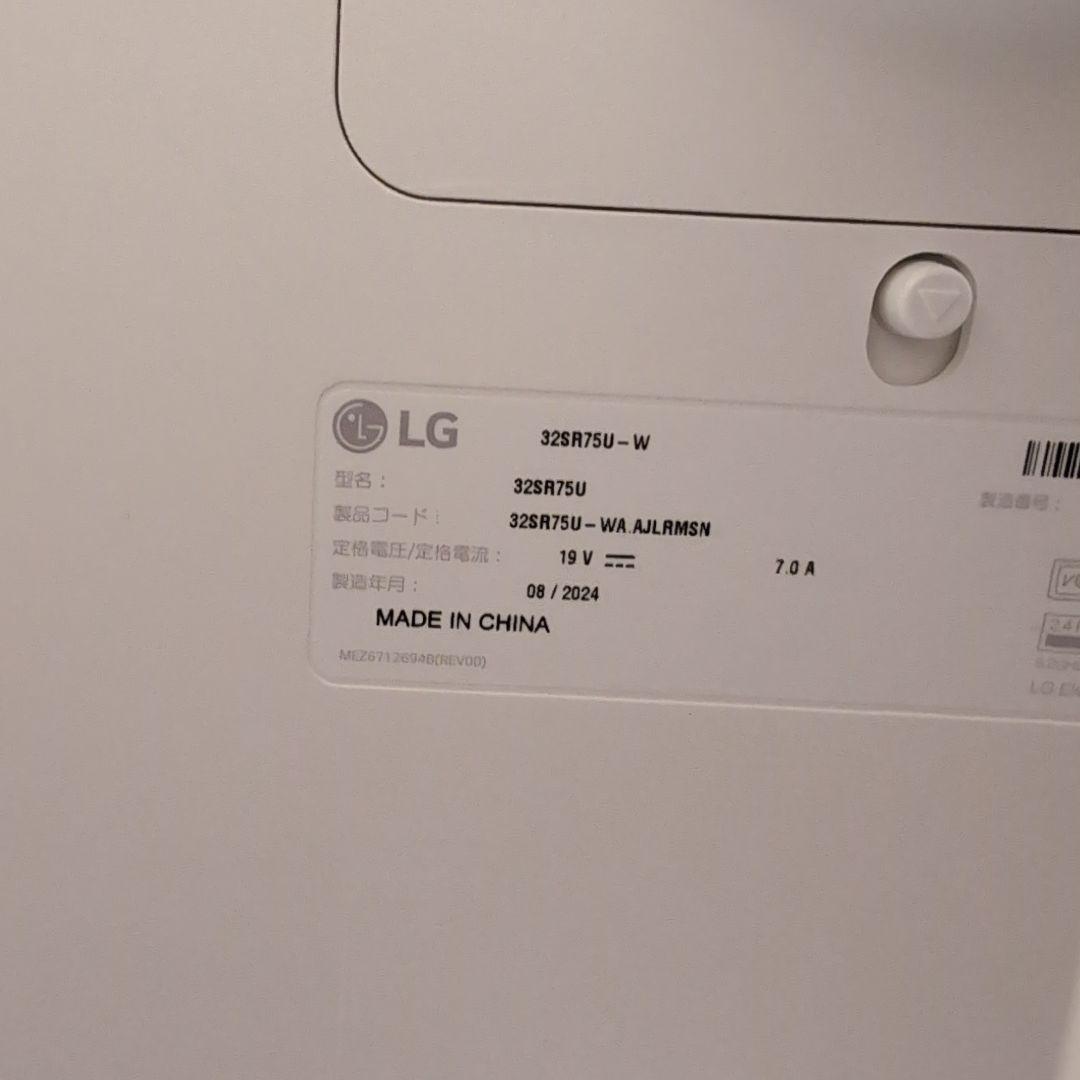 LG 32SR75U-W
型名： 32SR75U
製品コード： 32SR75U-WA.AJLRMSN
定格電圧/定格電流： 19 V 7.0 A
製造年月： 08 / 2024
MADE IN CHINA
MEZ67126948(REV00)
製造番号：
LG